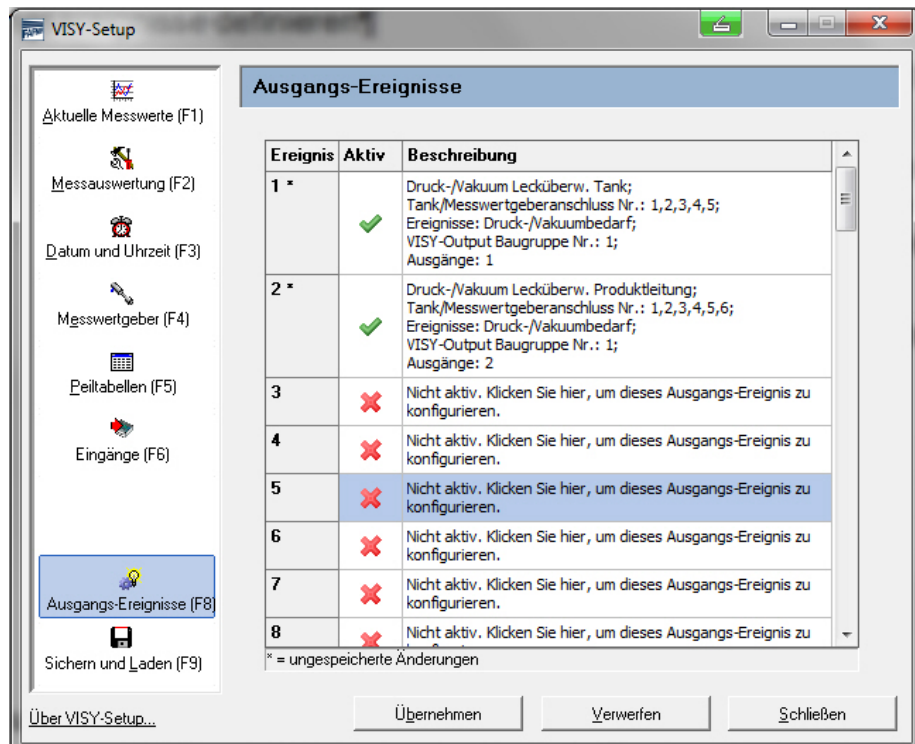 VISY-Setup
Aktuelle Messwerte (F1)
Messauswertung (F2)
Datum und Uhrzeit (F3)
Messwertgeber (F4)
Peiltabellen (F5)
Eingänge (F6)
Ausgangs-Ereignisse (F8)
Sichern und Laden (F9)
Über VISY-Setup...
Ausgangs-Ereignisse
Ereignis Aktiv Beschreibung
1 *
Druck-/Vakuum Lecküberw. Tank;
Tank/Messwertgeberanschluss Nr.: 1,2,3,4,5;
Ereignisse: Druck-/Vakuumbedarf;
VISY-Output Baugruppe Nr.: 1;
Ausgänge: 1
2 *
Druck-/Vakuum Lecküberw. Produktleitung;
Tank/Messwertgeberanschluss Nr.: 1,2,3,4,5,6;
Ereignisse: Druck-/Vakuumbedarf;
VISY-Output Baugruppe Nr.: 1;
Ausgänge: 2
3 Nicht aktiv. Klicken Sie hier, um dieses Ausgangs-Ereignis zu
konfigurieren.
4 Nicht aktiv. Klicken Sie hier, um dieses Ausgangs-Ereignis zu
konfigurieren.
5 Nicht aktiv. Klicken Sie hier, um dieses Ausgangs-Ereignis zu
konfigurieren.
6 Nicht aktiv. Klicken Sie hier, um dieses Ausgangs-Ereignis zu
konfigurieren.
7 Nicht aktiv. Klicken Sie hier, um dieses Ausgangs-Ereignis zu
konfigurieren.
8 Nicht aktiv. Klicken Sie hier, um dieses Ausgangs-Ereignis zu
* = ungespeicherte Änderungen
Übernehmen Verwerfen Schließen